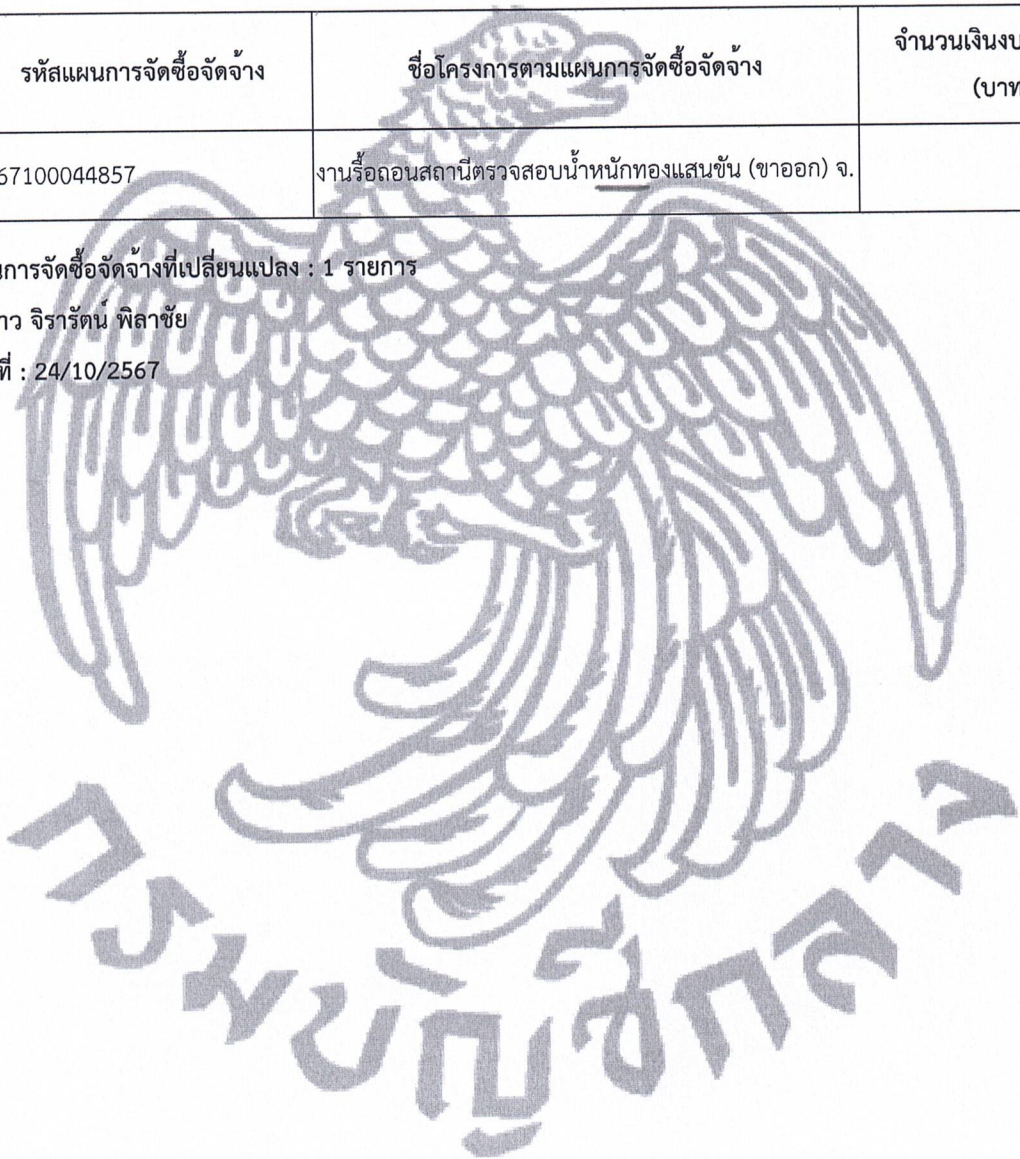 รหัสแผนการจัดซื้อจัดจ้าง ชื่อโครงการตามแผนการจัดซื้อจัดจ้าง จำนวนเงินงบ
(บาท
67100044857 งานรื้อถอนสถานีตรวจสอบน้ำหนักทองแสนขัน (ขาออก) จ.
การจัดซื้อจัดจ้างที่เปลี่ยนแปลง : 1 รายการ
าว จิรารัตน์ พิลาชัย
ที่ : 24/10/2567
กรมบัญชีกลาง